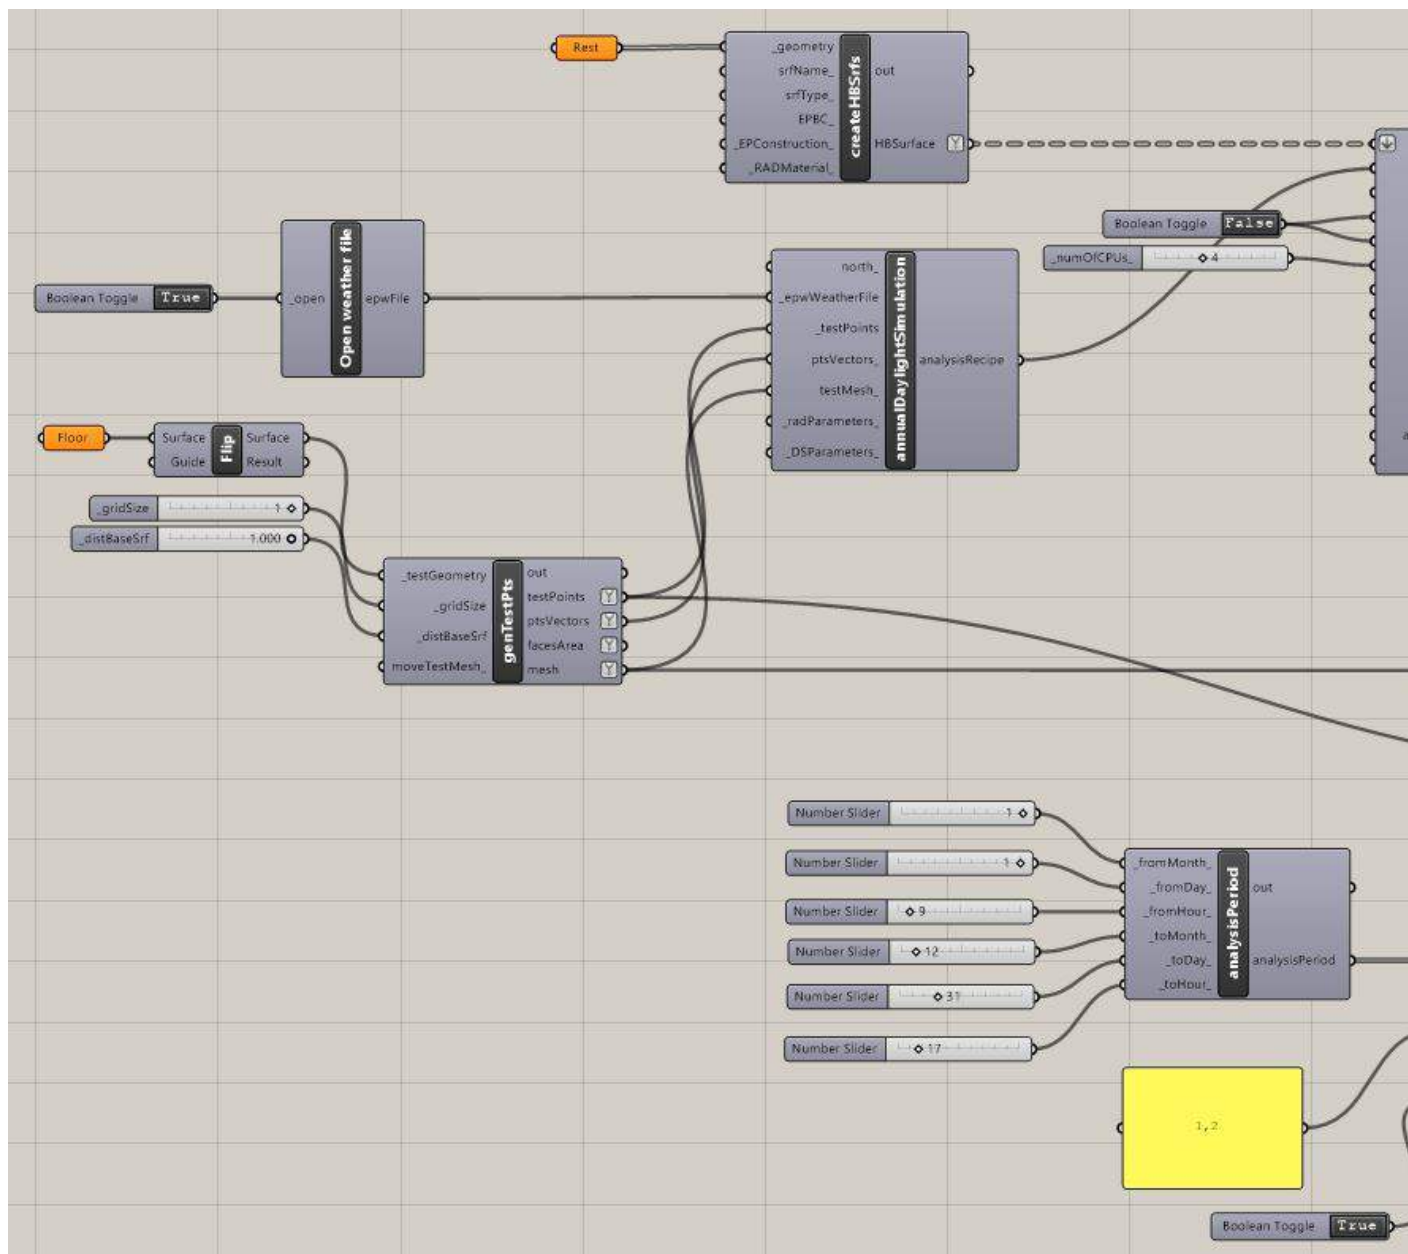 Rest
_geometry
srfName_
srfType_
EPBC_
_EPConstruction_
_RADMaterial_
createHBSrfs
out
HBSurface
Boolean Toggle False
_numOfCPUs_ 4
Boolean Toggle True
_open
Open weather file
epwFile
north_
_epwWeatherFile
_testPoints
ptsVectors_
testMesh_
_radParameters_
_DSParameters_
annualDaylightSimulation
analysisRecipe
Floor
Surface
Guide
Flip
Surface
Result
_gridSize 1
_distBaseSrf 1.000
_testGeometry
_gridSize
_distBaseSrf
moveTestMesh_
genTestPts
out
testPoints
ptsVectors
facesArea
mesh
Number Slider 1
Number Slider 1
Number Slider 9
Number Slider 12
Number Slider 31
Number Slider 17
_fromMonth_
_fromDay_
_fromHour_
_toMonth_
_toDay_
_toHour_
analysisPeriod
out
analysisPeriod
1,2
Boolean Toggle True